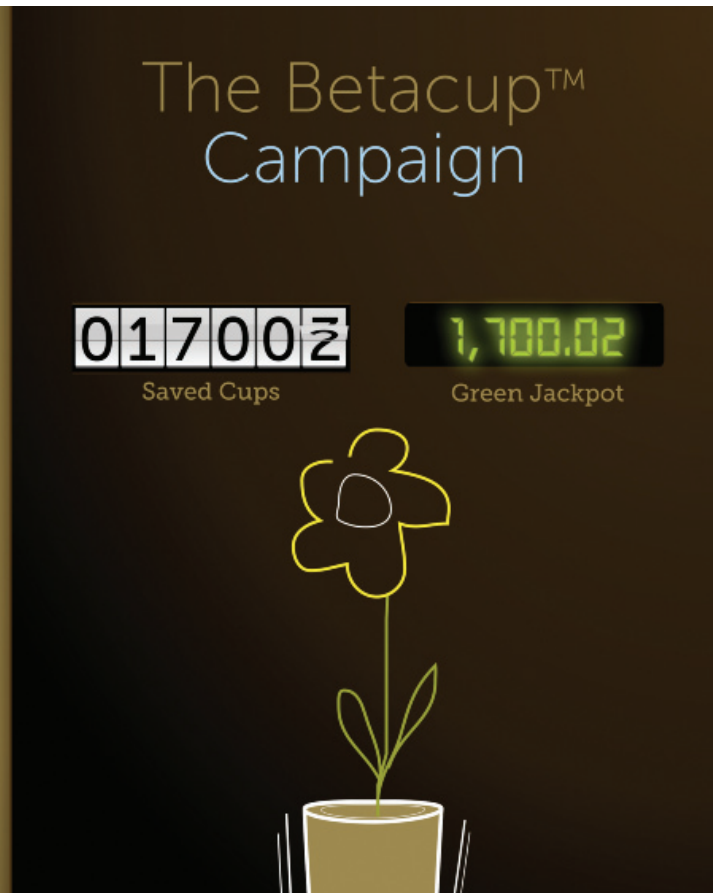 The Betacup™
Campaign
017002
1,700.02
Saved Cups
Green Jackpot